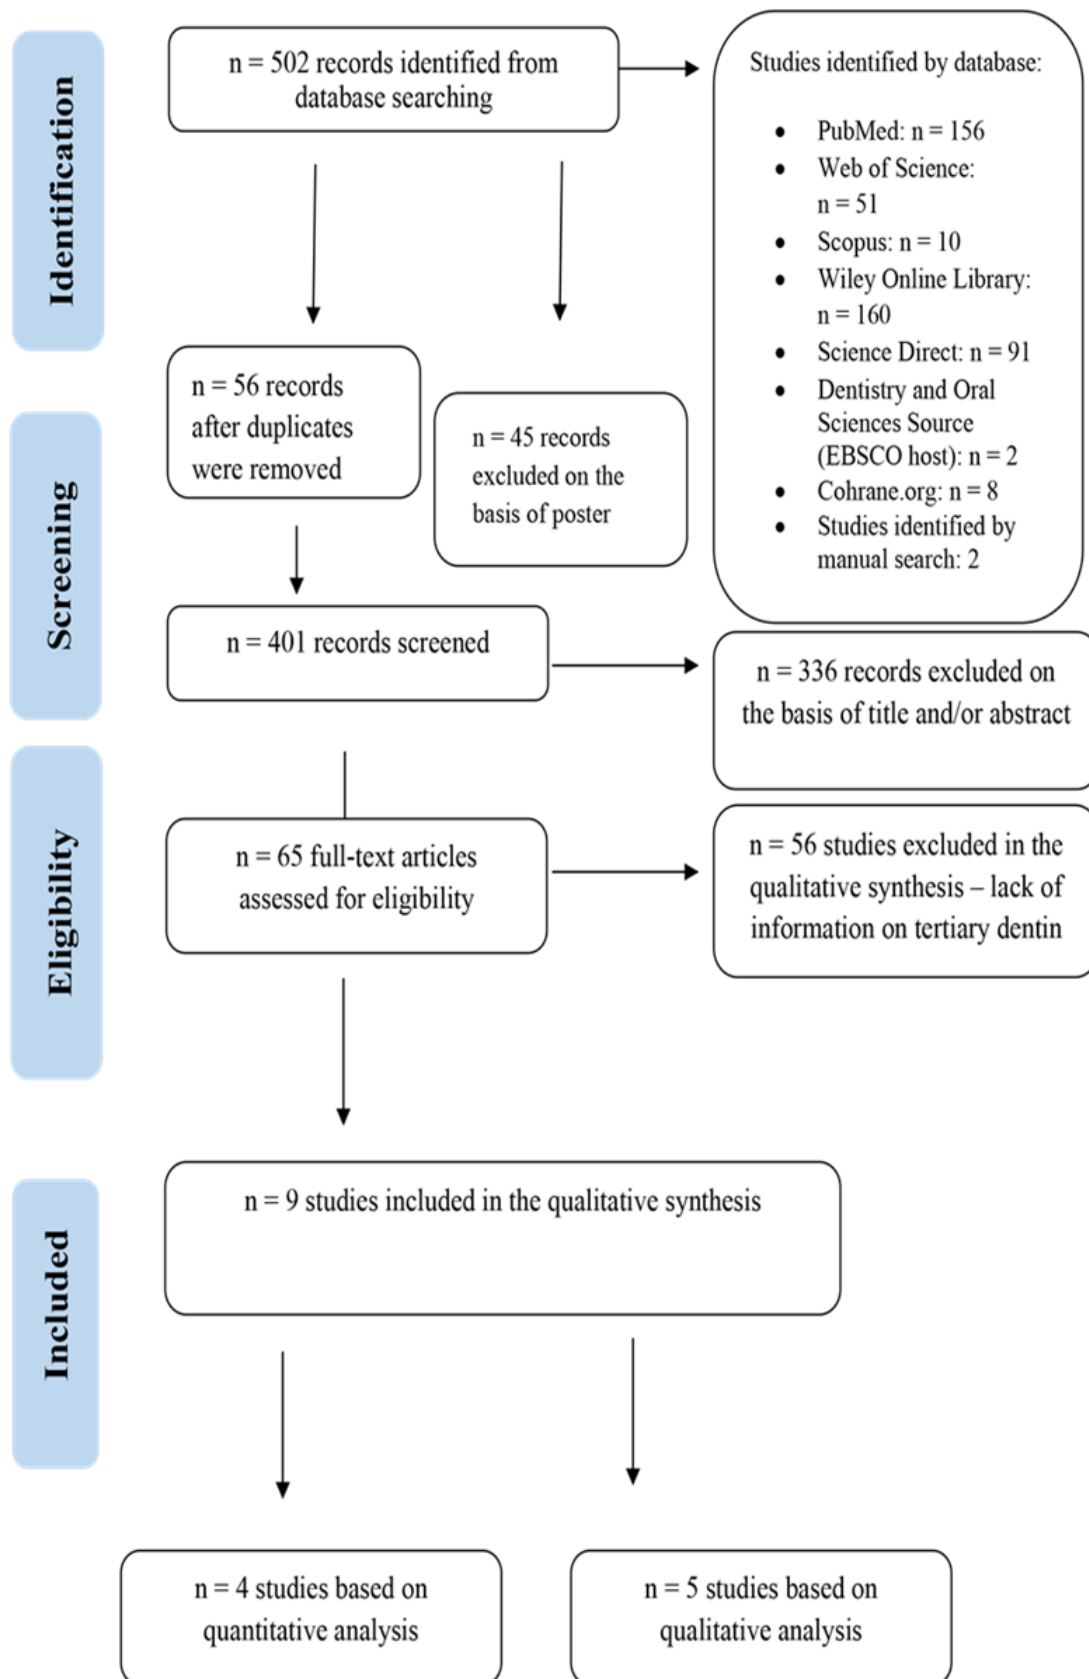 Identification
n = 502 records identified from
database searching
Studies identified by database:
• PubMed: n = 156
• Web of Science:
n = 51
• Scopus: n = 10
• Wiley Online Library:
n = 160
• Science Direct: n = 91
• Dentistry and Oral
Sciences Source
(EBSCO host): n = 2
• Cohrane.org: n = 8
• Studies identified by
manual search: 2
n = 56 records
after duplicates
were removed
n = 45 records
excluded on the
basis of poster
Screening
n = 401 records screened
n = 336 records excluded on
the basis of title and/or abstract
Eligibility
n = 65 full-text articles
assessed for eligibility
n = 56 studies excluded in the
qualitative synthesis – lack of
information on tertiary dentin
Included
n = 9 studies included in the qualitative synthesis
n = 4 studies based on
quantitative analysis
n = 5 studies based on
qualitative analysis